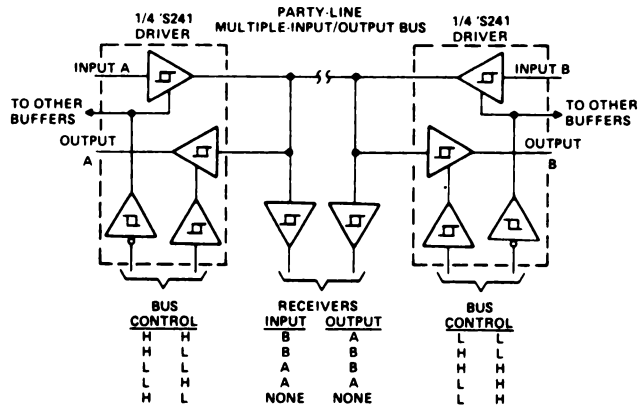 1/4 'S241
DRIVER
PARTY-LINE
MULTIPLE-INPUT/OUTPUT BUS
1/4 'S241
DRIVER
INPUT A
INPUT B
TO OTHER
BUFFERS
TO OTHER
BUFFERS
OUTPUT
A
OUTPUT
B
BUS
CONTROL
RECEIVERS
INPUT OUTPUT
BUS
CONTROL
H H B A L L
H L B B H L
L L A B H H
L H A A L H
H L NONE NONE L H